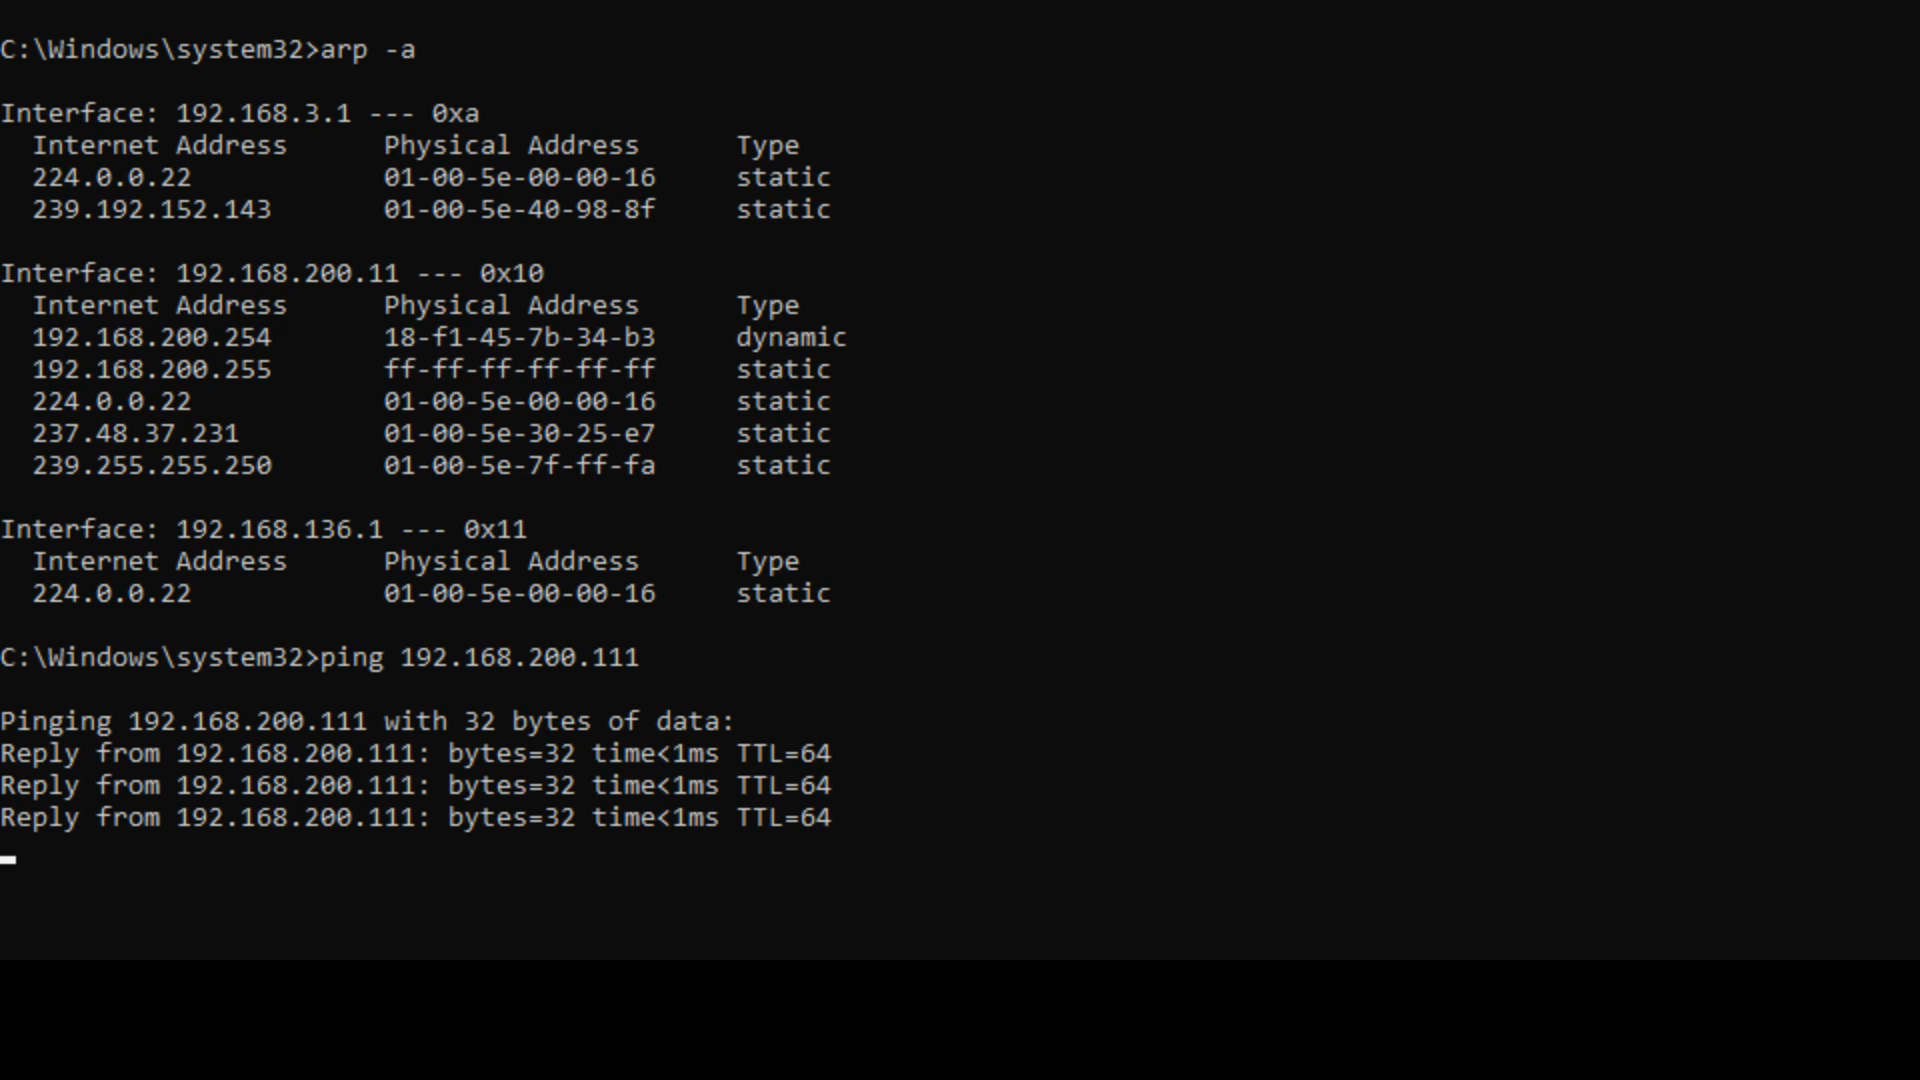 C:\Windows\system32>arp -a
Interface: 192.168.3.1 --- 0xa
Internet Address Physical Address Type
224.0.0.22 01-00-5e-00-00-16 static
239.192.152.143 01-00-5e-40-98-8f static
Interface: 192.168.200.11 --- 0x10
Internet Address Physical Address Type
192.168.200.254 18-f1-45-7b-34-b3 dynamic
192.168.200.255 ff-ff-ff-ff-ff-ff static
224.0.0.22 01-00-5e-00-00-16 static
237.48.37.231 01-00-5e-30-25-e7 static
239.255.255.250 01-00-5e-7f-ff-fa static
Interface: 192.168.136.1 --- 0x11
Internet Address Physical Address Type
224.0.0.22 01-00-5e-00-00-16 static
C:\Windows\system32>ping 192.168.200.111
Pinging 192.168.200.111 with 32 bytes of data:
Reply from 192.168.200.111: bytes=32 time<1ms TTL=64
Reply from 192.168.200.111: bytes=32 time<1ms TTL=64
Reply from 192.168.200.111: bytes=32 time<1ms TTL=64